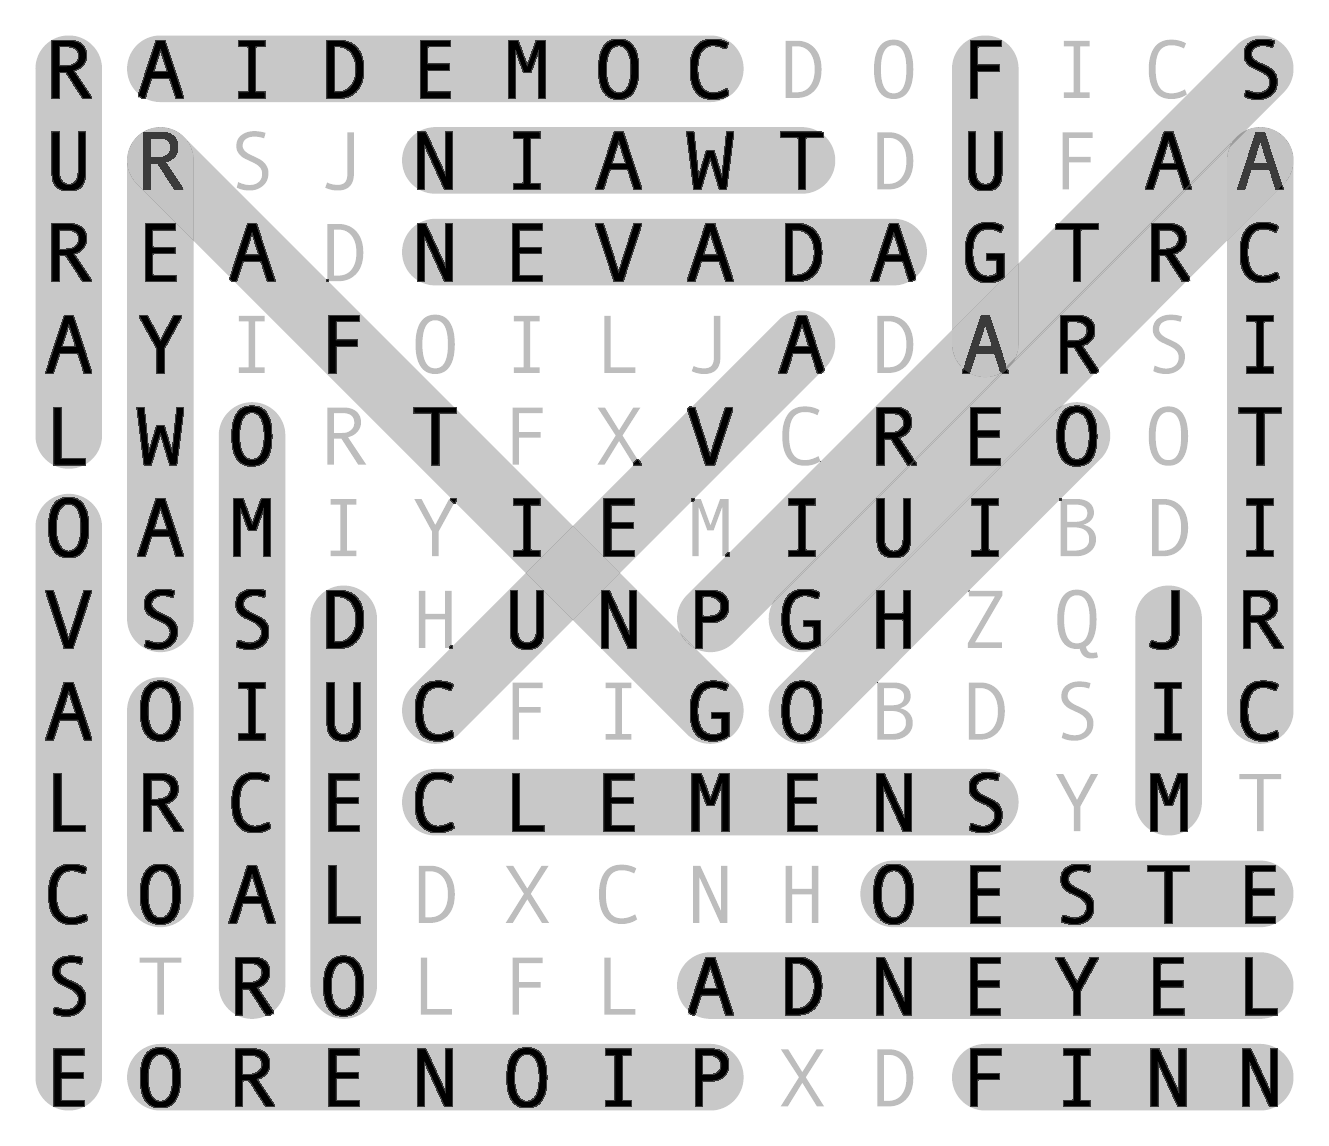 R A I D E M O C D O F I C S
U R S J N I A W T D U F A A
R E A D N E V A D A G T R C
A Y I F O I L J A D A R S I
L W O R T F X V C R E O O T
O A M I Y I E M I U I B D I
V S S D H U N P G H Z Q J R
A O I U C F I G O B D S I C
L R C E C L E M E N S Y M T
C O A L D X C N H O E S T E
S T R O L F L A D N E Y E L
E O R E N O I P X D F I N N